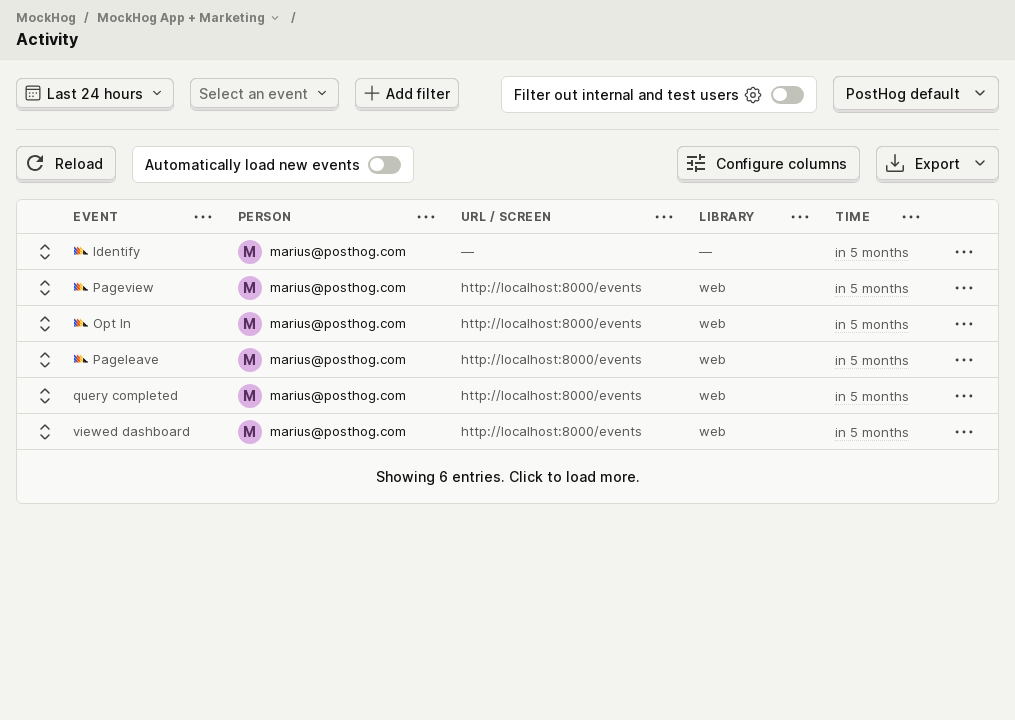 MockHog / MockHog App + Marketing /
Activity
Last 24 hours Select an event Add filter Filter out internal and test users PostHog default
Reload Automatically load new events Configure columns Export
EVENT PERSON URL / SCREEN LIBRARY TIME
Identify M marius@posthog.com — — in 5 months
Pageview M marius@posthog.com http://localhost:8000/events web in 5 months
Opt In M marius@posthog.com http://localhost:8000/events web in 5 months
Pageleave M marius@posthog.com http://localhost:8000/events web in 5 months
query completed M marius@posthog.com http://localhost:8000/events web in 5 months
viewed dashboard M marius@posthog.com http://localhost:8000/events web in 5 months
Showing 6 entries. Click to load more.